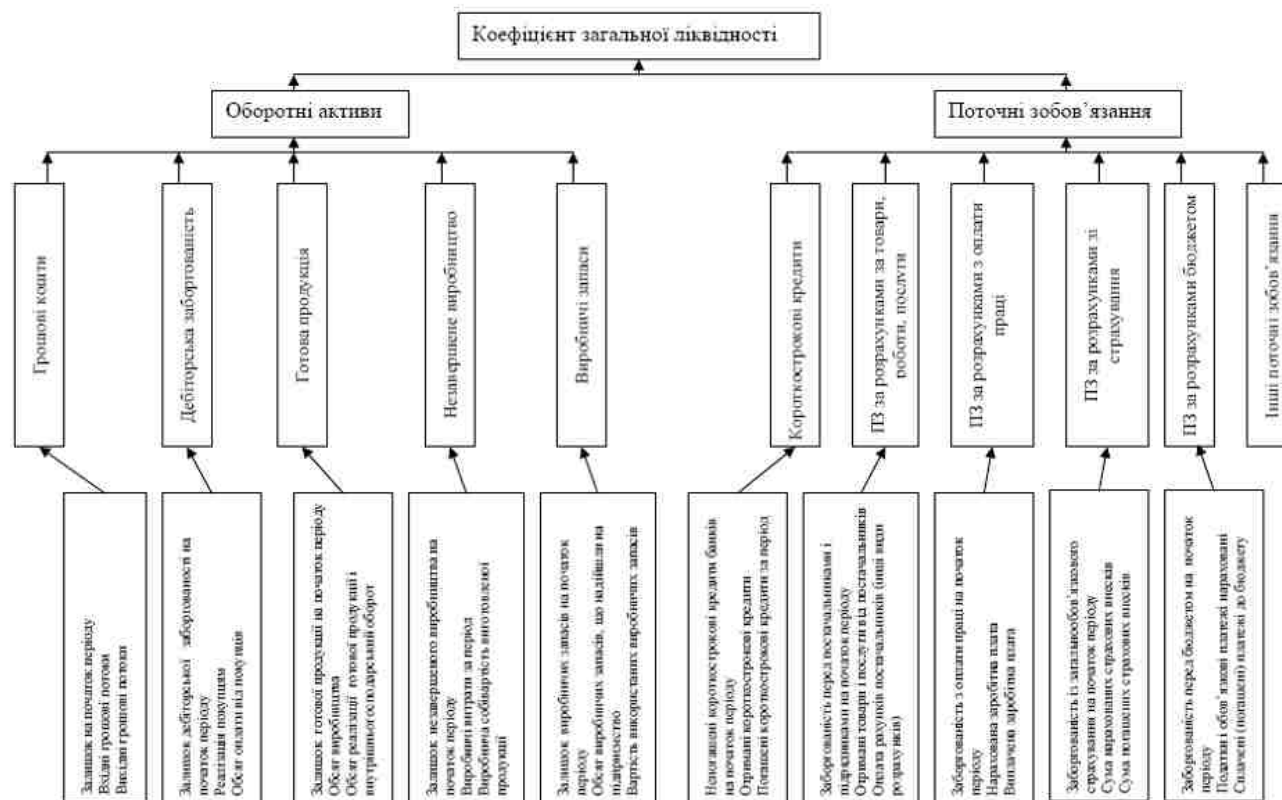 Коефіцієнт загальної ліквідності
Оборотні активи
Поточні зобов’язання
Грошові кошти
Дебіторська заборгованість
Готова продукція
Незавершене виробництво
Виробничі запаси
Короткострокові кредити
ПЗ за розрахунками за товари,
роботи, послуги
ПЗ за розрахунками з оплати
праці
ПЗ за розрахунками зі
страхування
ПЗ за розрахунками бюджетом
Інші поточні зобов’язання
Залишок на початок періоду
Вхідні грошові потоки
Вихідні грошові потоки
Залишок дебіторської заборгованості на
початок періоду
Реалізація покупцям
Обсяг оплати від покупців
Залишок готової продукції на початок періоду
Обсяг виробництва
Обсяг реалізації готової продукції і
внутрішньогосподарський оборот
Залишок незавершеного виробництва на
початок періоду
Виробничі витрати за період
Виробнича собівартість виготовленої
продукції
Залишок виробничих запасів на початок
періоду
Обсяг виробничих запасів, що надійшли на
підприємство
Вартість використаних виробничих запасів
Непогашені короткострокові кредити банків
на початок періоду
Отримані короткострокові кредити
Погашені короткострокові кредити за період
Заборгованість перед постачальниками і
підрядниками на початок періоду
Отримані товари і послуги від постачальників
Оплата рахунків постачальників (інші види
розрахунків)
Заборгованість з оплати праці на початок
періоду
Нарахована заробітна плата
Виплачена заробітна плата
Заборгованість із загальнообов’язкового
страхування на початок періоду
Сума нарахованих страхових внесків
Сума погашених страхових внесків
Заборгованість перед бюджетом на початок
періоду
Податки і обов’язкові платежі нараховані
Сплачені (погашені) платежі до бюджету